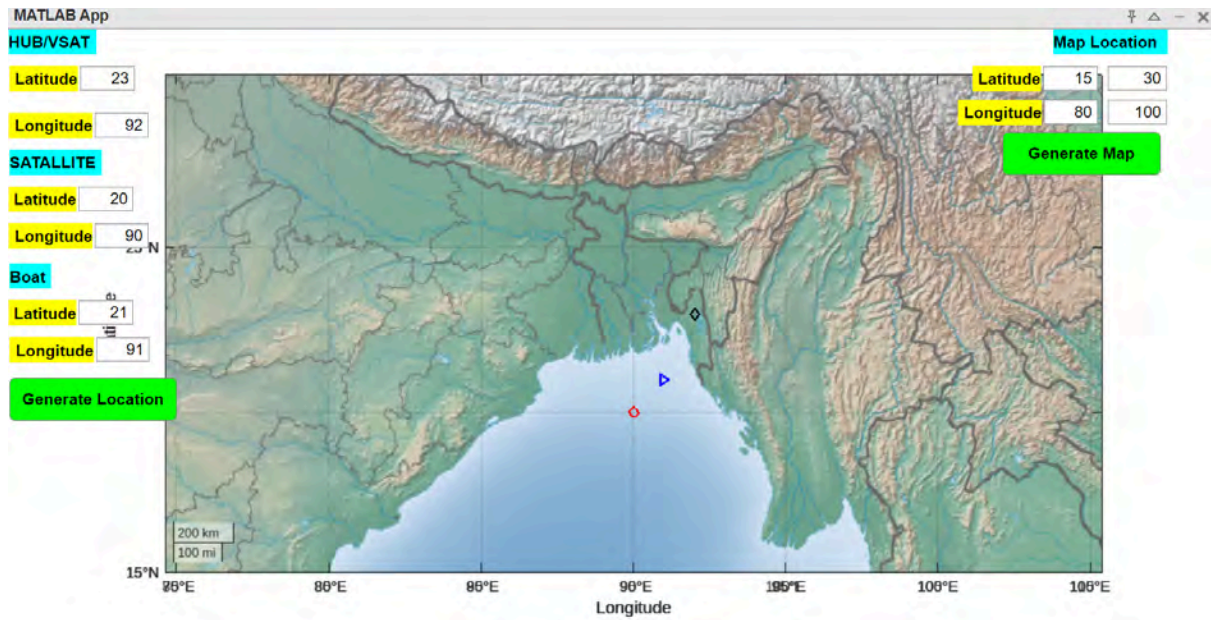 MATLAB App
HUB/VSAT
Latitude 23
Longitude 92
SATALLITE
Latitude 20
Longitude 90
Boat
Latitude 21
Longitude 91
Generate Location
Map Location
Latitude 15 30
Longitude 80 100
Generate Map
200 km
100 mi
15°N
80°E 85°E 90°E 100°E
Longitude